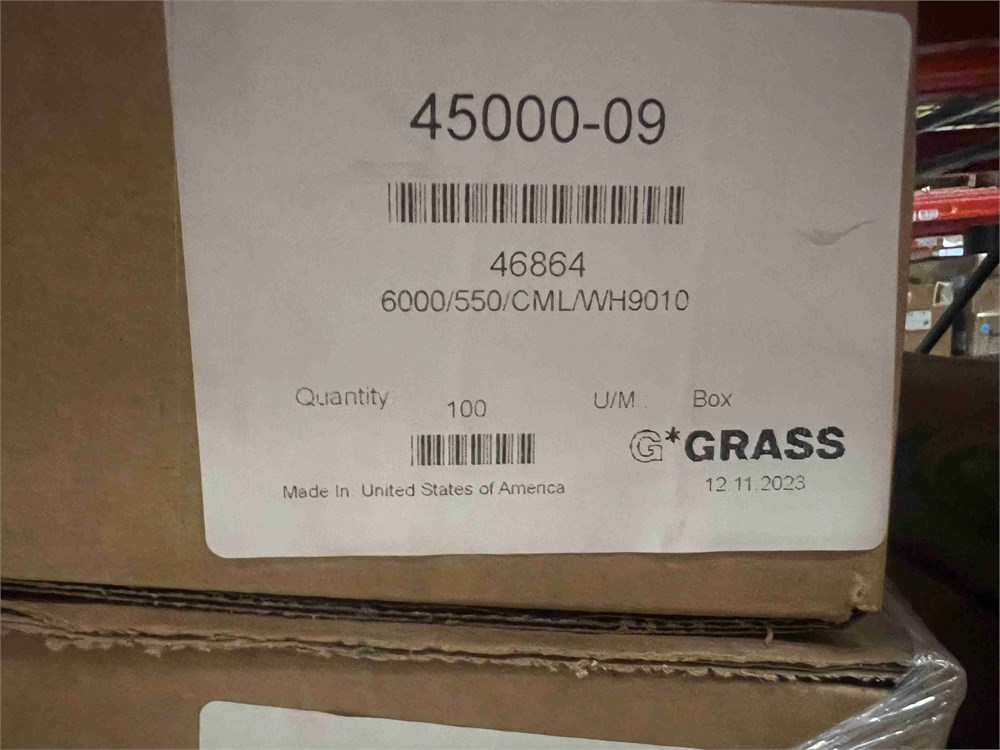 45000-09
46864
6000/550/CML/WH9010
Quantity 100 U/M : Box
G*GRASS
Made In: United States of America 12.11.2023